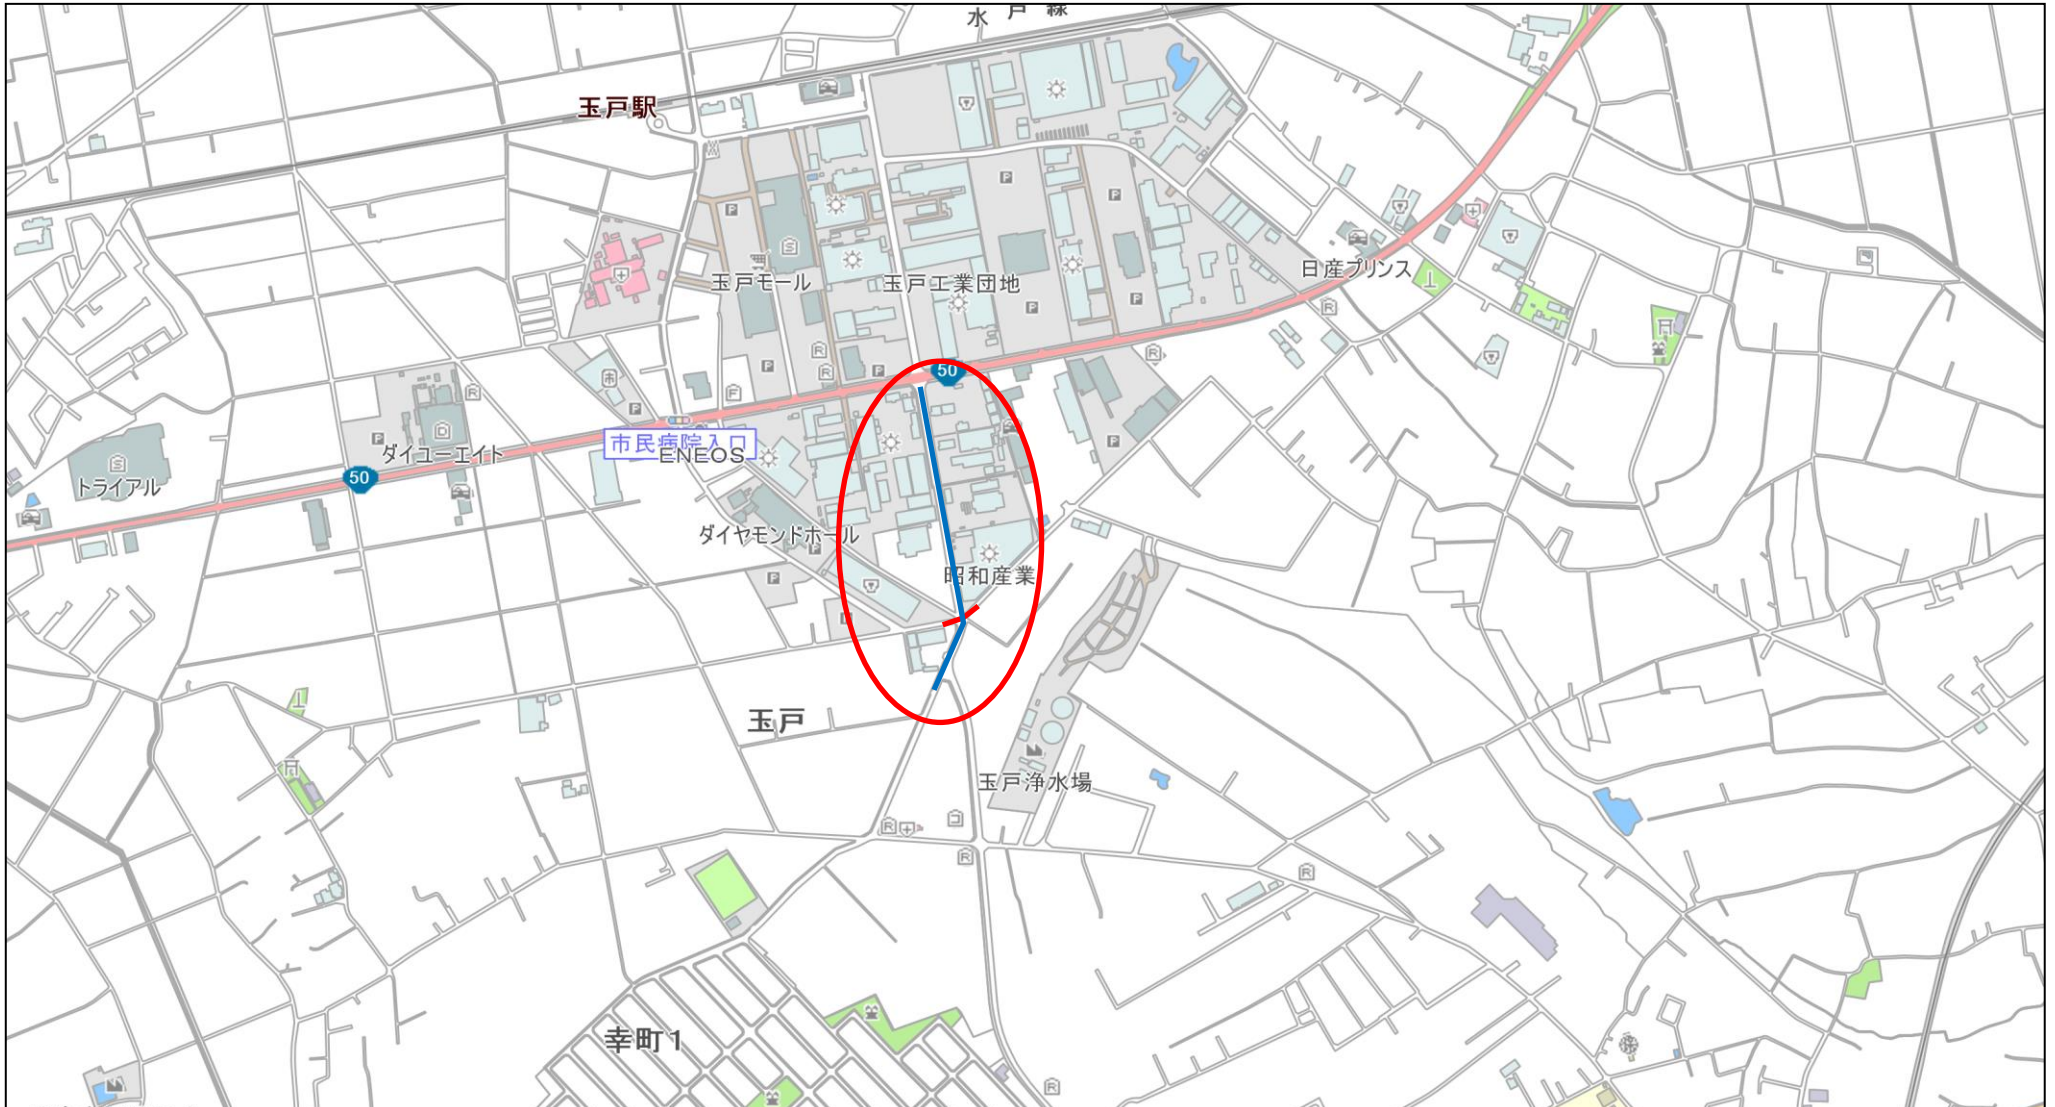 水戸線
玉戸駅
玉戸モール
玉戸工業団地
日産プリンス
50
市民病院入口
ENEOS
ダイユーエイト
50
トライアル
ダイヤモンドホール
昭和産業
玉戸
玉戸浄水場
幸町1